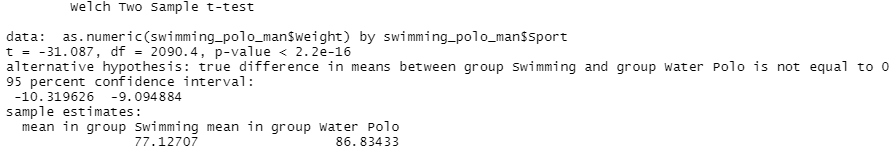 Welch Two Sample t-test
data:  as.numeric(swimming_polo_man$Weight) by swimming_polo_man$Sport
t = -31.087, df = 2090.4, p-value < 2.2e-16
alternative hypothesis: true difference in means between group Swimming and group Water Polo is not equal to 0
95 percent confidence interval:
 -10.319626  -9.094884
sample estimates:
  mean in group Swimming mean in group Water Polo
                77.12707                 86.83433